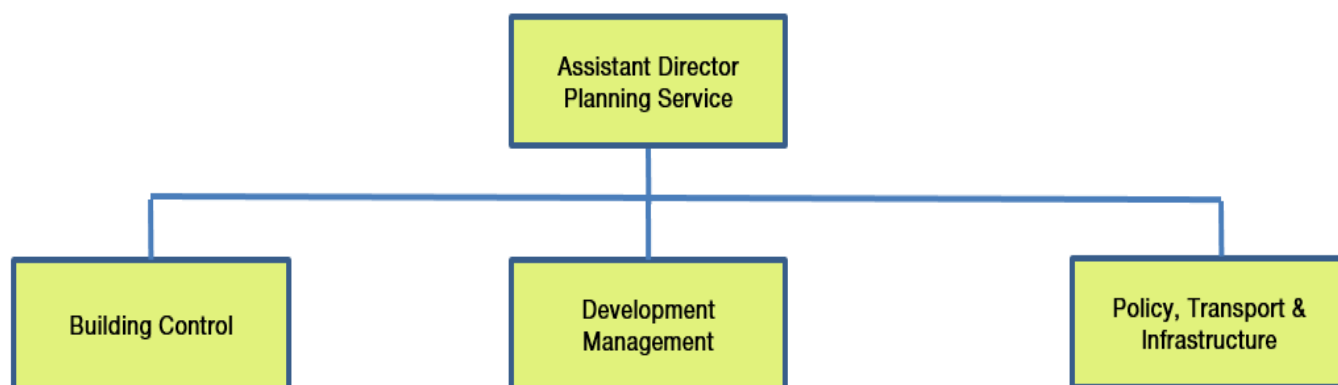 Assistant Director
Planning Service
Building Control
Development
Management
Policy, Transport &
Infrastructure